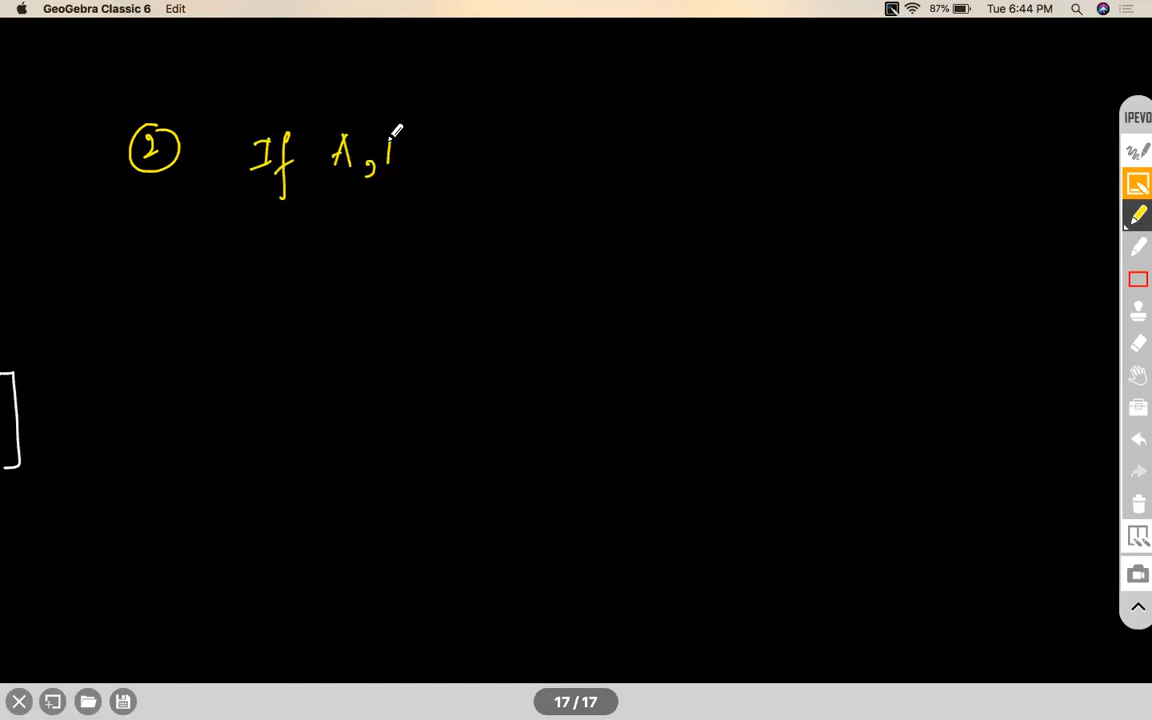 GeoGebra Classic 6 Edit 87% Tue 6:44 PM
IPEVO
② If A,
17/17